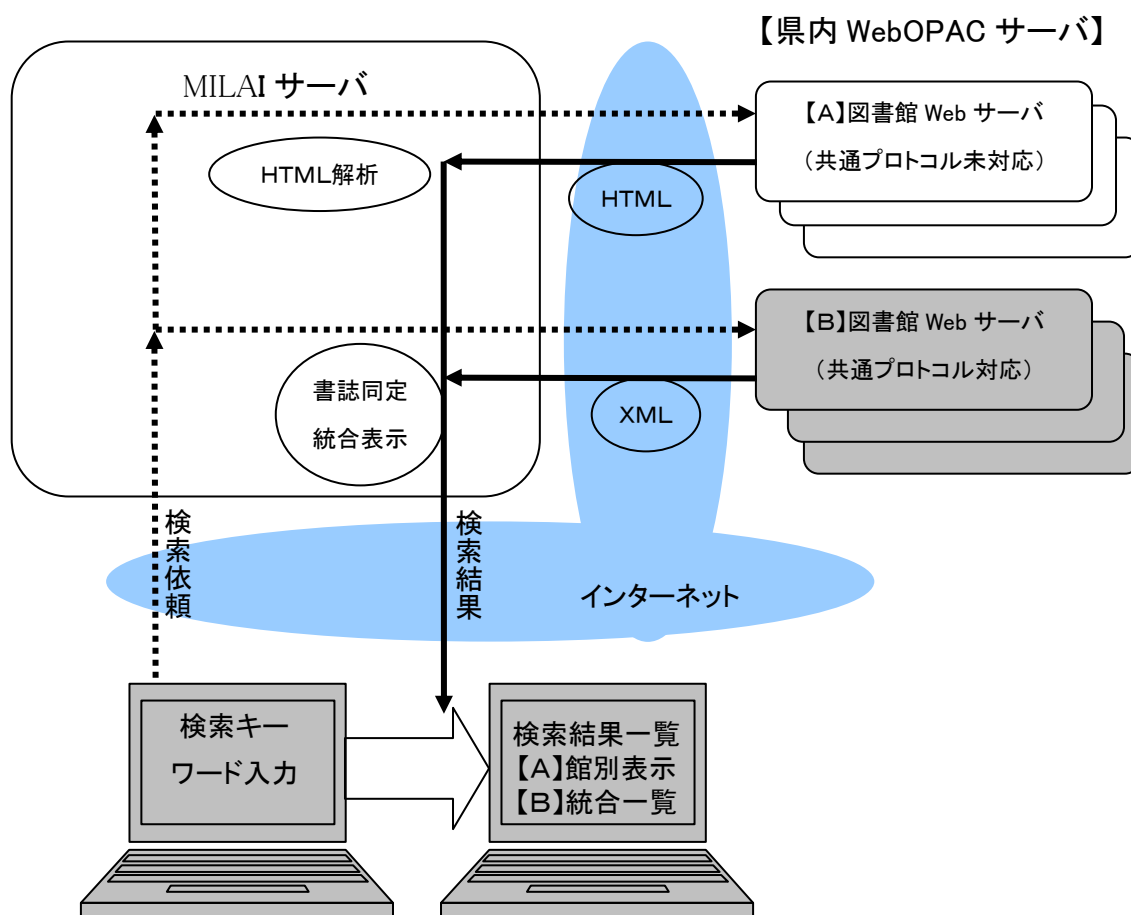 【県内 WebOPAC サーバ】
MILAI サーバ
【A】図書館 Web サーバ
（共通プロトコル未対応）
HTML解析
HTML
【B】図書館 Web サーバ
（共通プロトコル対応）
書誌同定
統合表示
XML
検索依頼
検索結果
インターネット
検索キー
ワード入力
検索結果一覧
【A】館別表示
【B】統合一覧